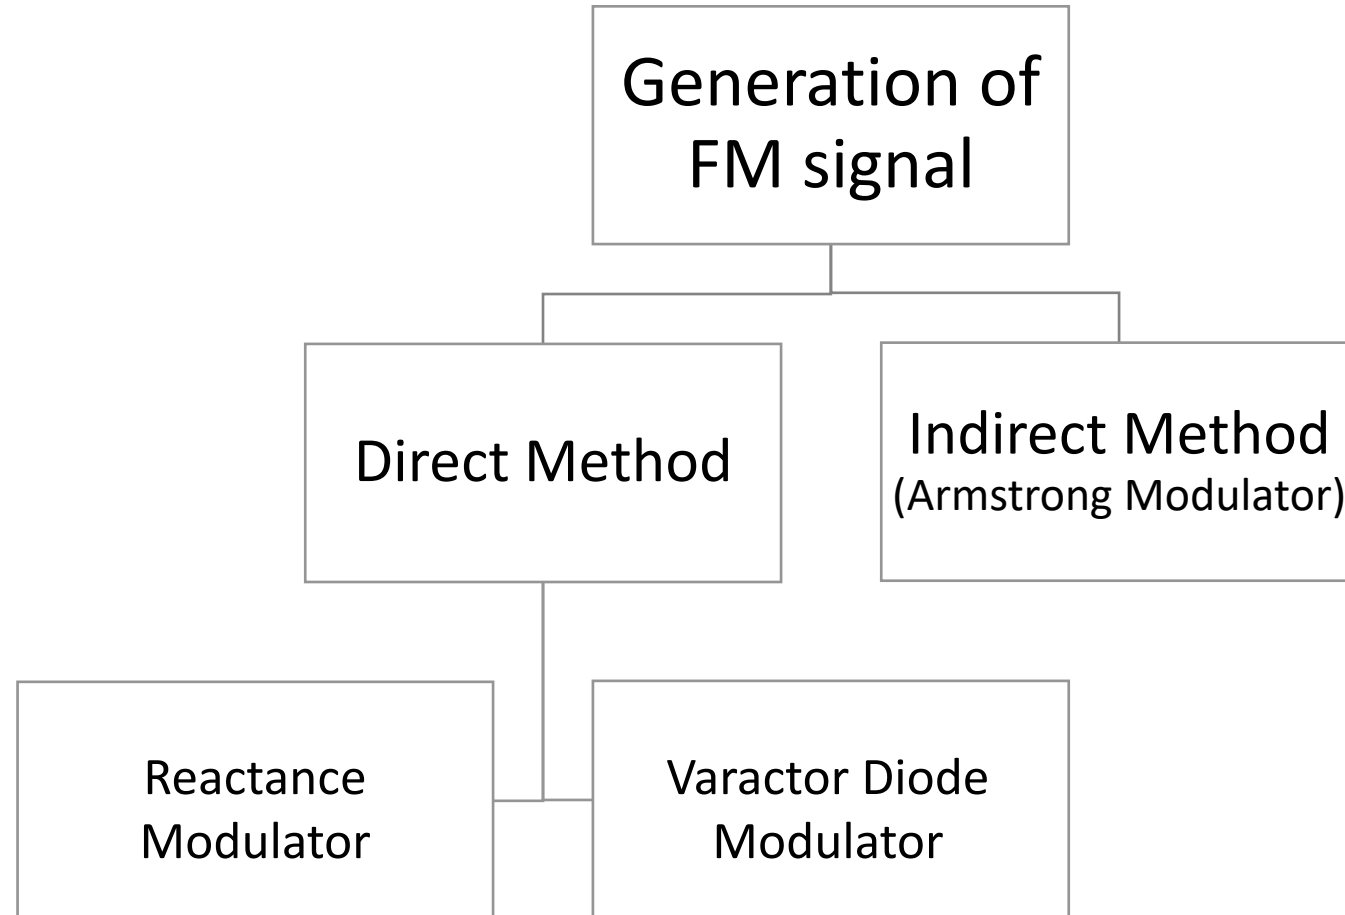 Generation of
FM signal
Direct Method
Indirect Method
(Armstrong Modulator)
Reactance
Modulator
Varactor Diode
Modulator